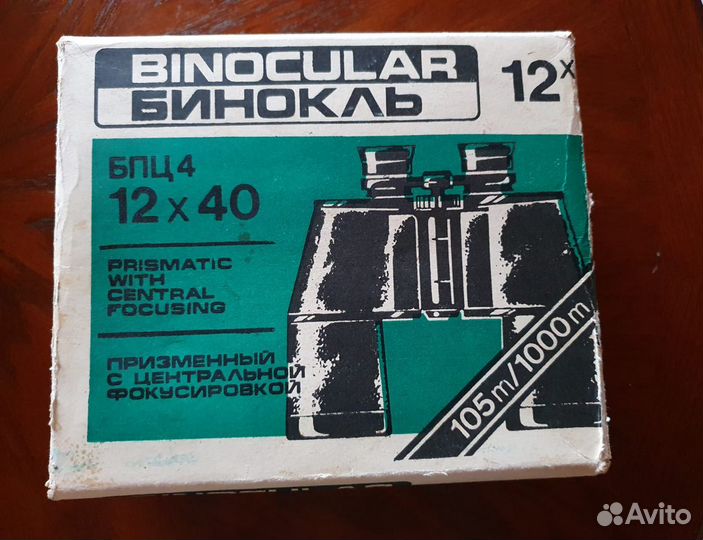 BINOCULAR
БИНОКЛЬ
12x
БПЦ4
12 x 40
PRISMATIC
WITH
CENTRAL
FOCUSING
ПРИЗМЕННЫЙ
С ЦЕНТРАЛЬНОЙ
ФОКУСИРОВКОЙ
105m/1000m
Avito